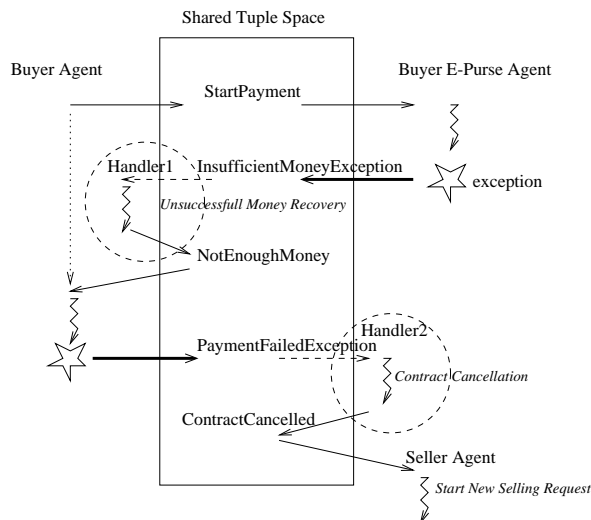 Shared Tuple Space
Buyer Agent
Buyer E-Purse Agent
StartPayment
Handler1
InsufficientMoneyException
exception
Unsuccessfull Money Recovery
NotEnoughMoney
Handler2
PaymentFailedException
Contract Cancellation
ContractCancelled
Seller Agent
Start New Selling Request